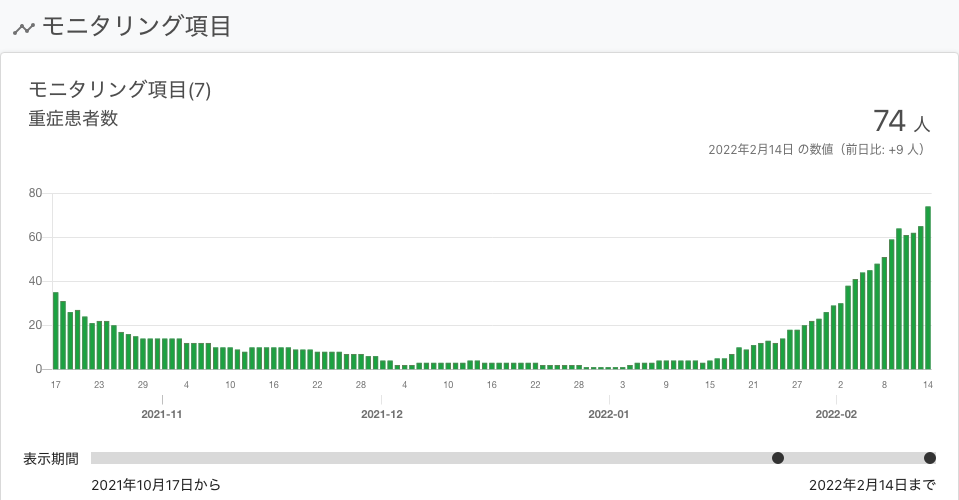 モニタリング項目
モニタリング項目(7)
重症患者数
74 人
2022年2月14日 の数値（前日比: +9 人）
80
60
40
20
0
17 23 29 4 10 16 22 28 4 10 16 22 28 3 9 15 21 27 2 8 14
2021-11 2021-12 2022-01 2022-02
表示期間
2021年10月17日から 2022年2月14日まで